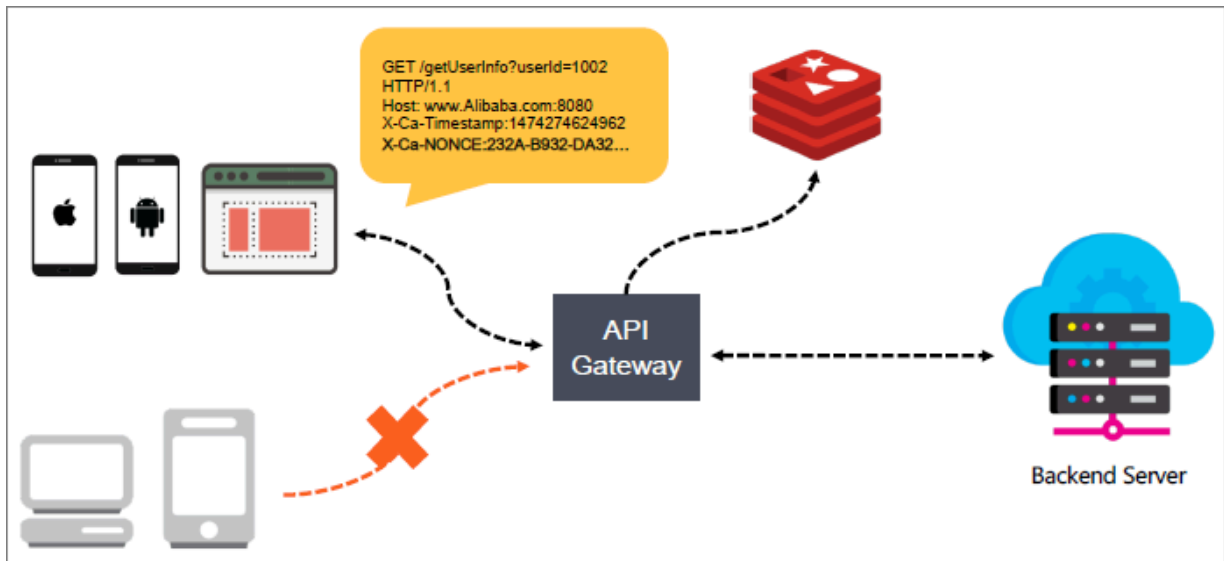 GET /getUserInfo?userId=1002
HTTP/1.1
Host: www.Alibaba.com:8080
X-Ca-Timestamp:1474274624962
X-Ca-NONCE:232A-B932-DA32...
API
Gateway
Backend Server